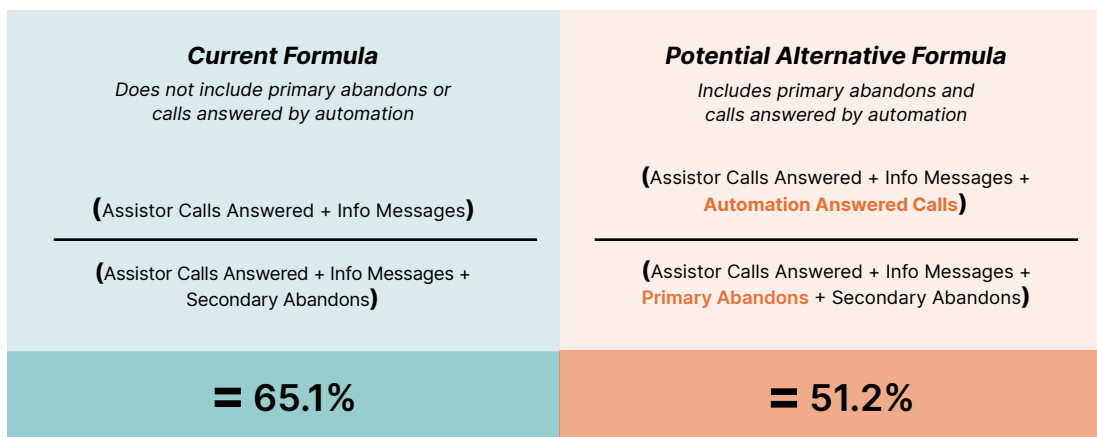 Current Formula
Does not include primary abandons or
calls answered by automation
(Assistor Calls Answered + Info Messages)
(Assistor Calls Answered + Info Messages +
Secondary Abandons)
= 65.1%
Potential Alternative Formula
Includes primary abandons and
calls answered by automation
(Assistor Calls Answered + Info Messages +
Automation Answered Calls)
(Assistor Calls Answered + Info Messages +
Primary Abandons + Secondary Abandons)
= 51.2%